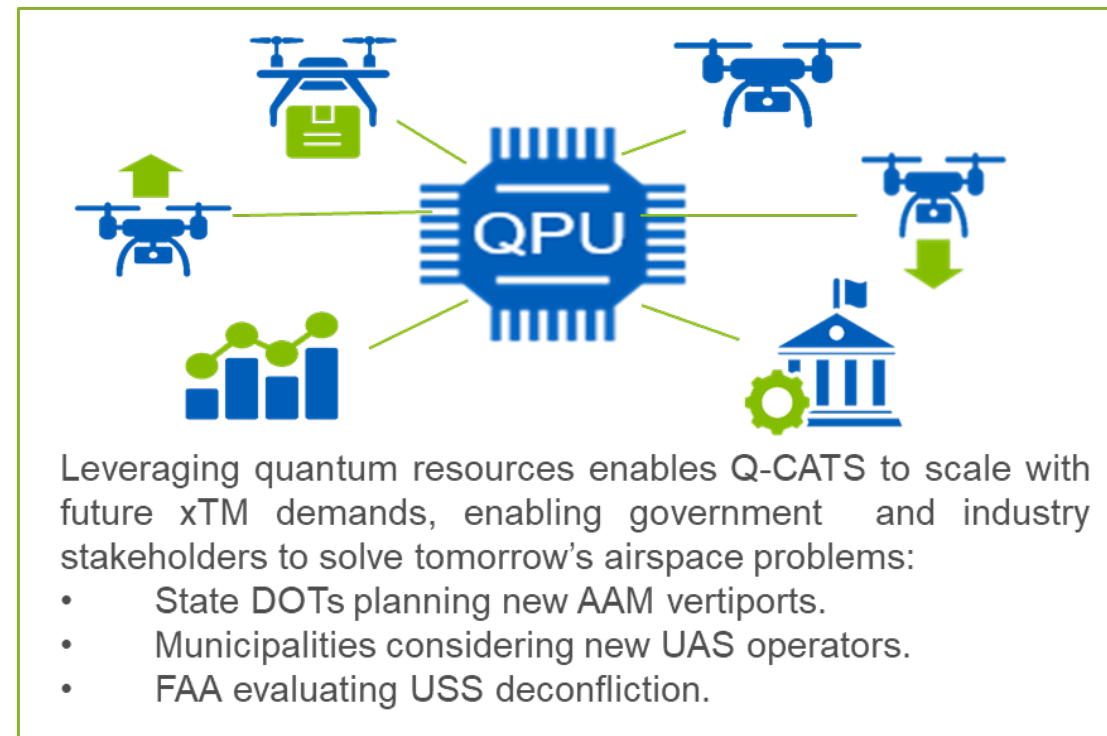 QPU
Leveraging quantum resources enables Q-CATS to scale with
future xTM demands, enabling government and industry
stakeholders to solve tomorrow’s airspace problems:
• State DOTs planning new AAM vertiports.
• Municipalities considering new UAS operators.
• FAA evaluating USS deconfliction.